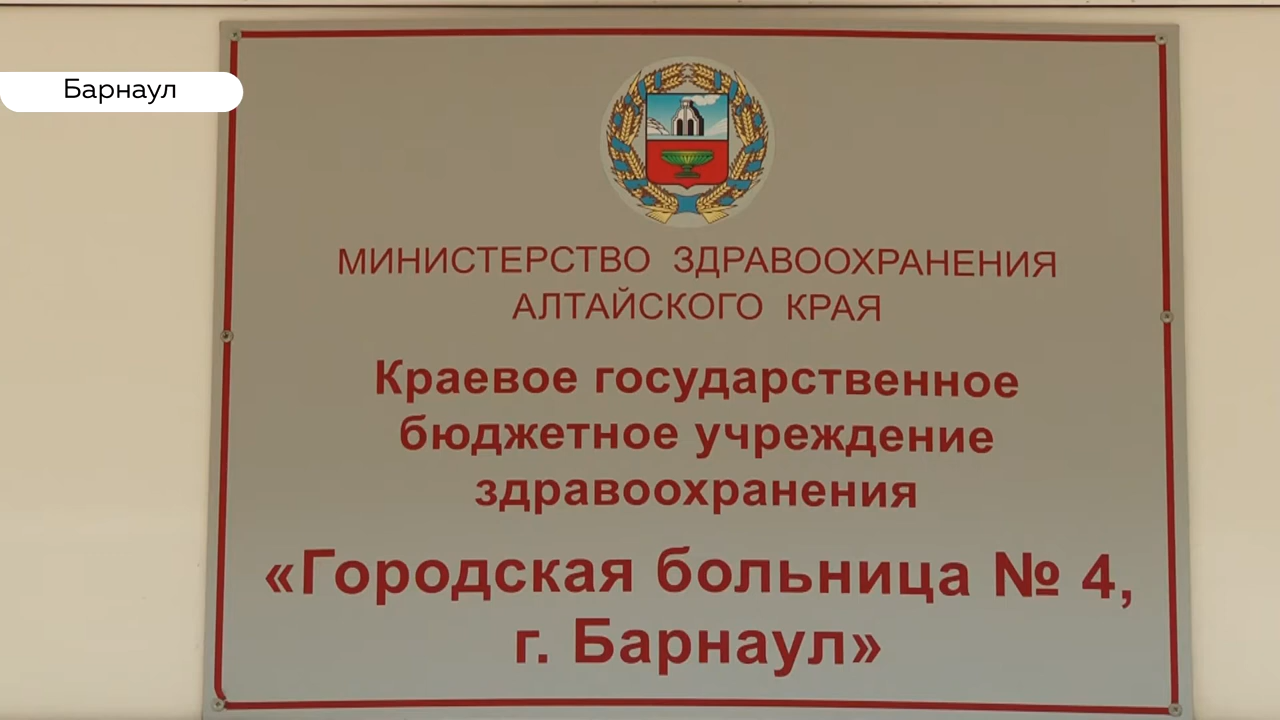 Барнаул
МИНИСТЕРСТВО ЗДРАВООХРАНЕНИЯ
АЛТАЙСКОГО КРАЯ
Краевое государственное
бюджетное учреждение
здравоохранения
«Городская больница № 4,
г. Барнаул»